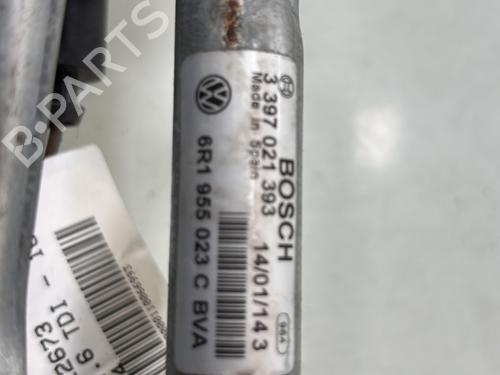 BOSCH
3 397 021 393 14/01/14 3
Made in Spain
984
6R1 955 023 C BVA
B-PARTS
.6 TDI -